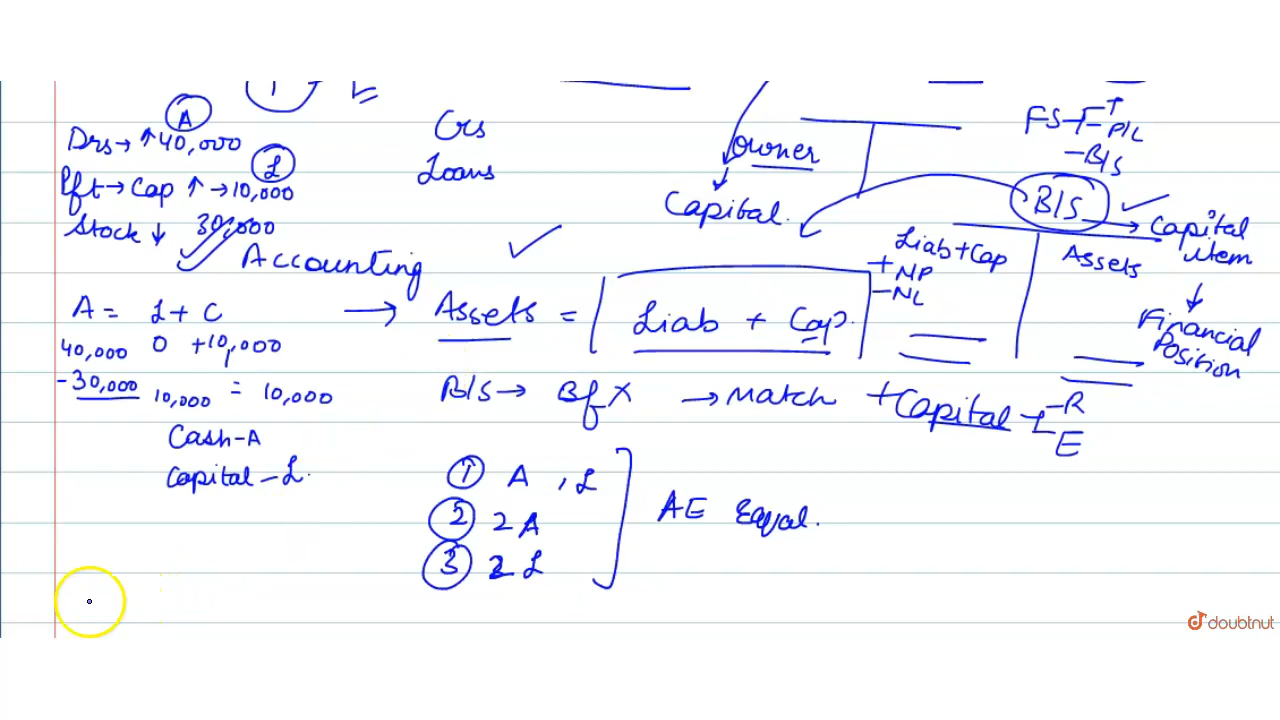 A
Drs→ ↑40,000
L
Pft→Cap ↑ →10,000
Stock ↓ 30,000
Crs
Loans
Owner
Capital.
FS-
P/L
-B/S
B/S
Capital
item
Liab+Cap
+NP
-NL
Assets
Financial
Position
Accounting
A = L + C
40,000 0 +10,000
-30,000 10,000 = 10,000
→ Assets = Liab + Cap.
B/S → Bf X → Match +Capital
-R
E
Cash-A
Capital-L.
1 A, L
2 2A
3 2L
AE Equal.
doubtnut